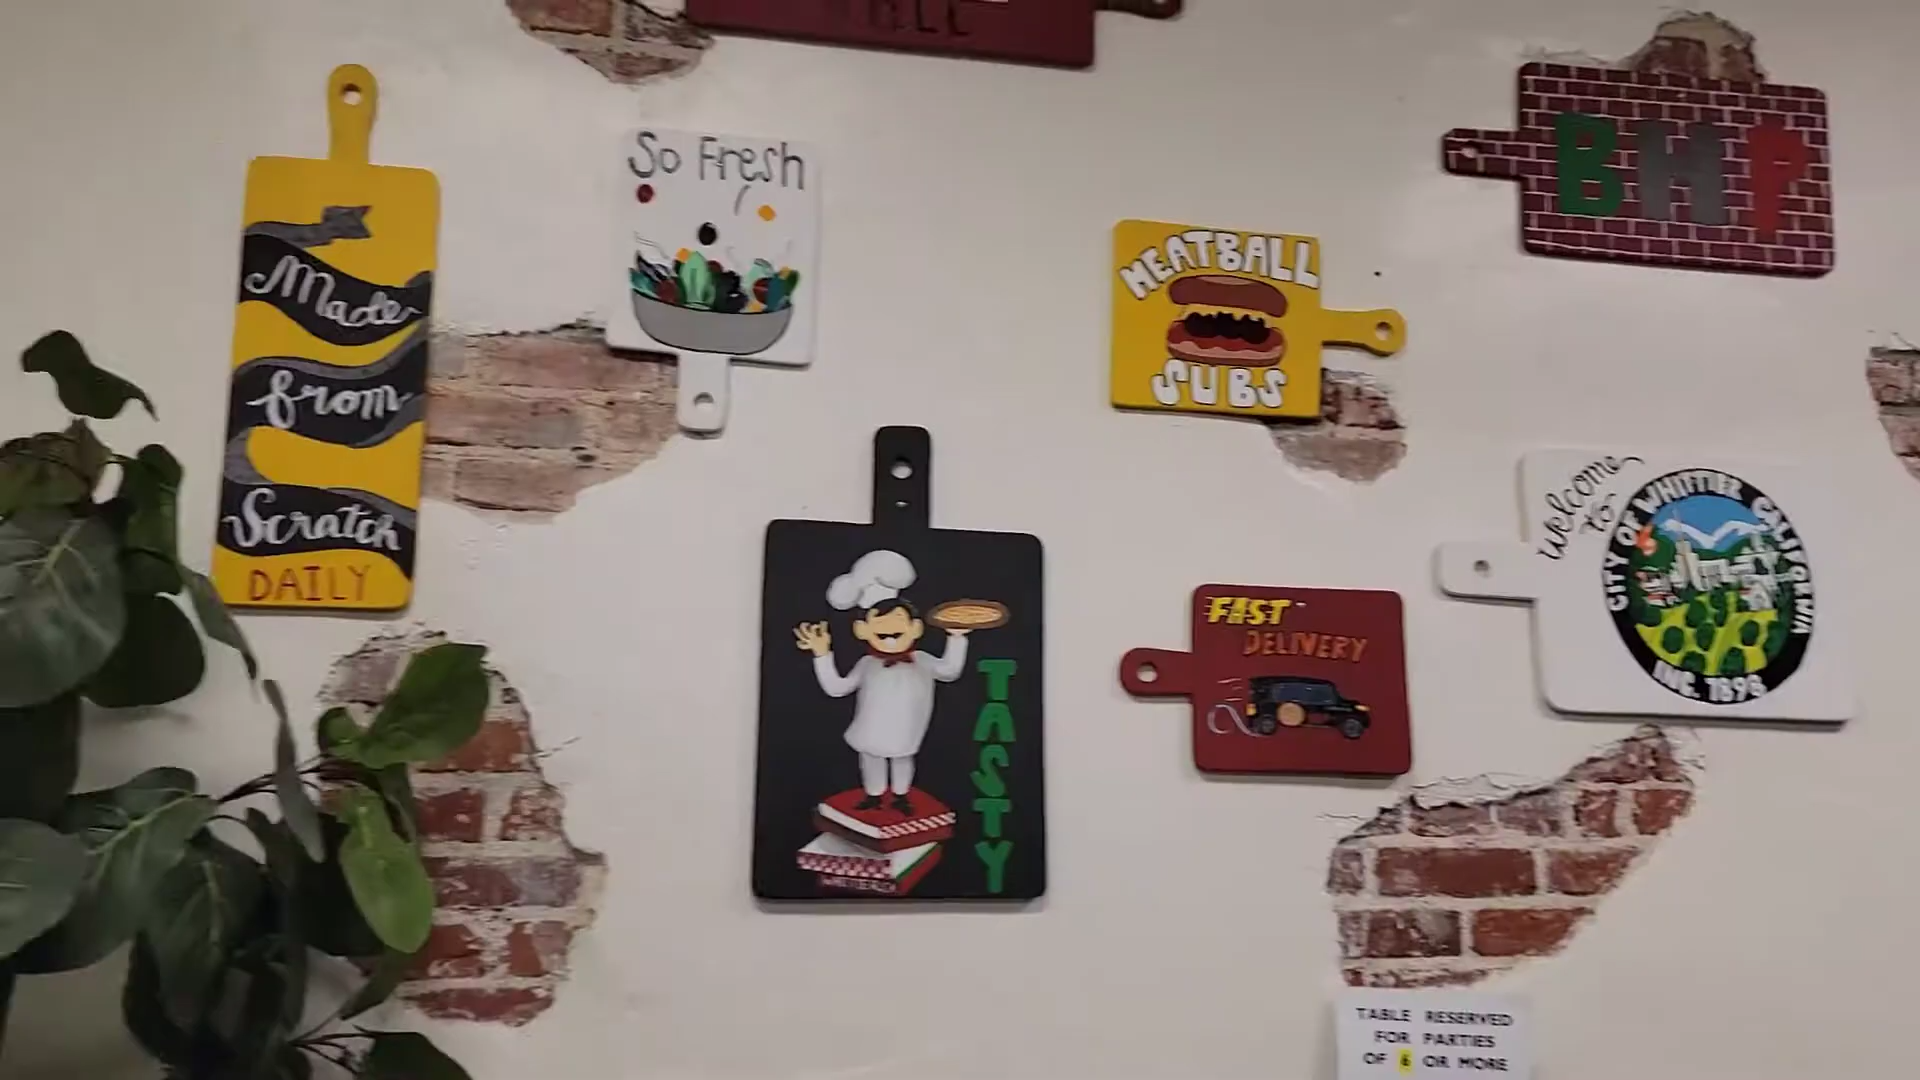 So Fresh
MEATBALL
SUBS
BHP
Made
from
Scratch
DAILY
TASTY
FAST
DELIVERY
Welcome
to
CITY OF WHITTIER CALIFORNIA
INC. 1898
TABLE RESERVED
FOR PARTIES
OF 6 OR MORE